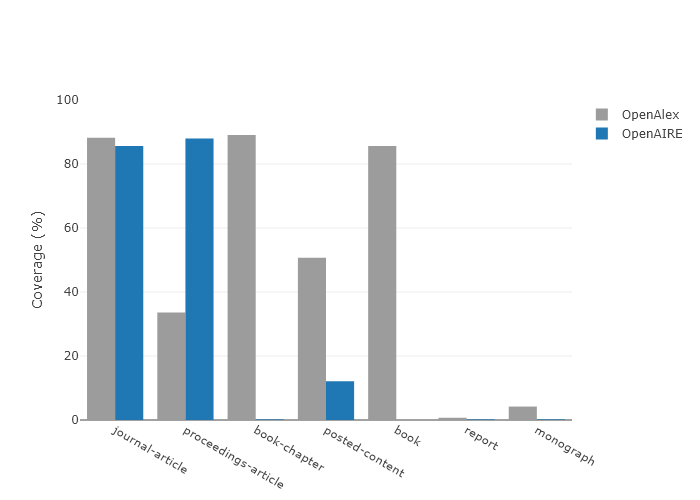 100
80
60
40
20
0
Coverage (%)
journal-article
proceedings-article
book-chapter
posted-content
book
report
monograph
OpenAlex
OpenAIRE